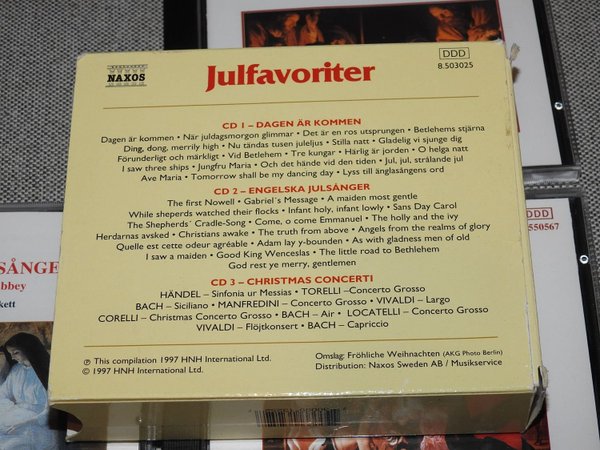 NAXOS
Julfavoriter
DDD
8.503025
CD 1 – DAGEN ÄR KOMMEN
Dagen är kommen • När juldagsmorgon glimmar • Det är en ros utsprungen • Betlehems stjärna
Ding, dong, merrily high • Nu tändas tusen juleljus • Stilla natt • Gladelig vi sjunge dig
Förunderligt och märkligt • Vid Betlehem • Tre kungar • Härlig är jorden • O helga natt
I saw three ships • Jungfru Maria • Och det hände vid den tiden • Jul, jul, strålande jul
Ave Maria • Tomorrow shall be my dancing day • Lyss till änglasångens ord
CD 2 – ENGELSKA JULSÅNGER
The first Nowell • Gabriel's Message • A maiden most gentle
While sheperds watched their flocks • Infant holy, infant lowly • Sans Day Carol
The Shepherds' Cradle-Song • Come, o come Emmanuel • The holly and the ivy
Herdarnas avsked • Christians awake • The truth from above • Angels from the realms of glory
Quelle est cette odeur agréable • Adam lay y-bounden • As with gladness men of old
I saw a maiden • Good King Wenceslas • The little road to Bethlehem
God rest ye merry, gentlemen
CD 3 – CHRISTMAS CONCERTI
HÄNDEL – Sinfonia ur Messias • TORELLI –Concerto Grosso
BACH – Siciliano • MANFREDINI – Concerto Grosso • VIVALDI – Largo
CORELLI – Christmas Concerto Grosso • BACH – Air • LOCATELLI – Concerto Grosso
VIVALDI – Flöjtkonsert • BACH – Capriccio
℗ This compilation 1997 HNH International Ltd.
© 1997 HNH International Ltd.
Omslag: Fröhliche Weihnachten (AKG Photo Berlin)
Distribution: Naxos Sweden AB / Musikservice
DDD
550567
SÅNGE
bbey
kett